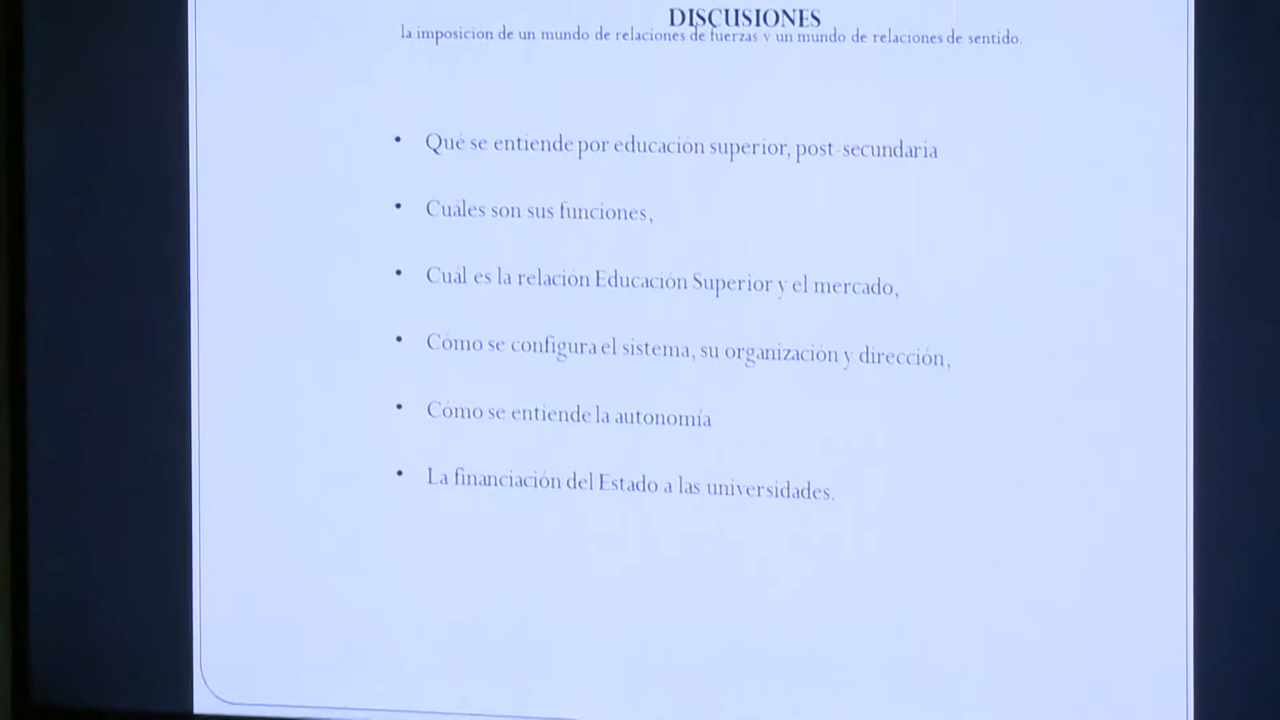 DISCUSIONES
la imposición de un mundo de relaciones de fuerzas y un mundo de relaciones de sentido.
• Qué se entiende por educación superior, post-secundaria
• Cuáles son sus funciones,
• Cuál es la relación Educación Superior y el mercado,
• Cómo se configura el sistema, su organización y dirección,
• Cómo se entiende la autonomía
• La financiación del Estado a las universidades.